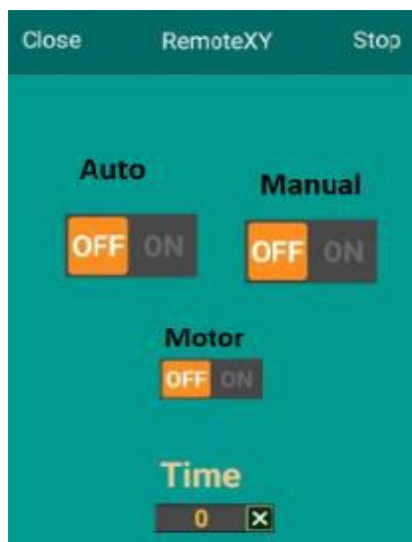 Close RemoteXY Stop
Auto
Manual
OFF ON
OFF ON
Motor
OFF ON
Time
0